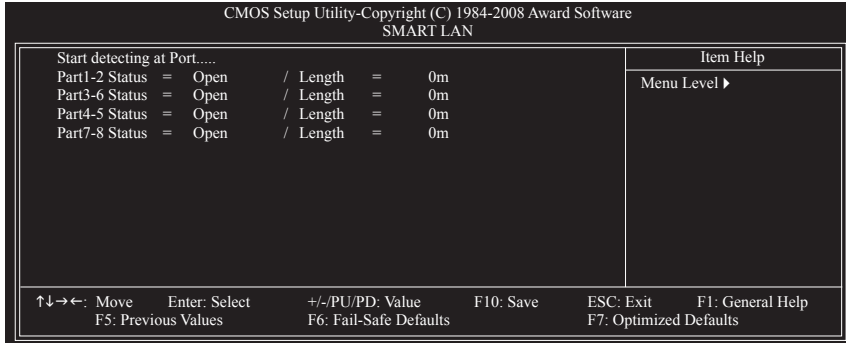 CMOS Setup Utility-Copyright (C) 1984-2008 Award Software
SMART LAN
Start detecting at Port.....
Part1-2 Status = Open / Length = 0m
Part3-6 Status = Open / Length = 0m
Part4-5 Status = Open / Length = 0m
Part7-8 Status = Open / Length = 0m
Item Help
Menu Level
↑↓→←: Move Enter: Select +/-/PU/PD: Value F10: Save ESC: Exit F1: General Help
F5: Previous Values F6: Fail-Safe Defaults F7: Optimized Defaults